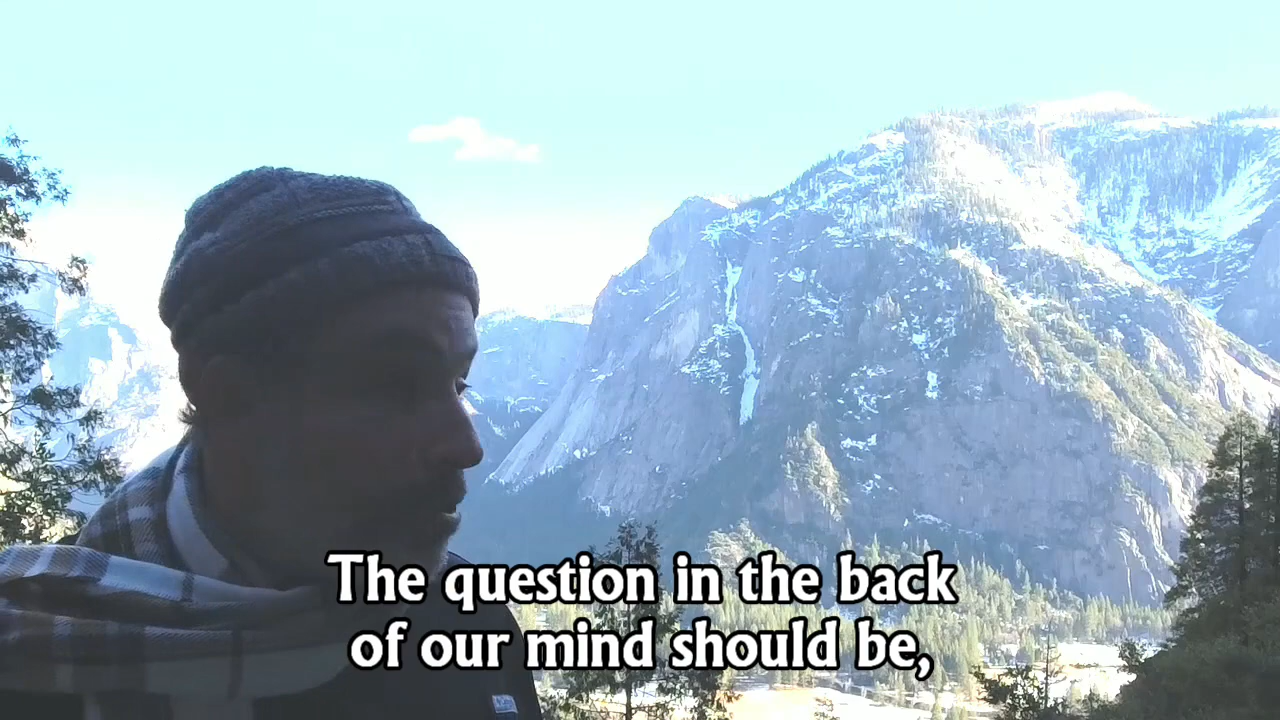 The question in the back
of our mind should be,